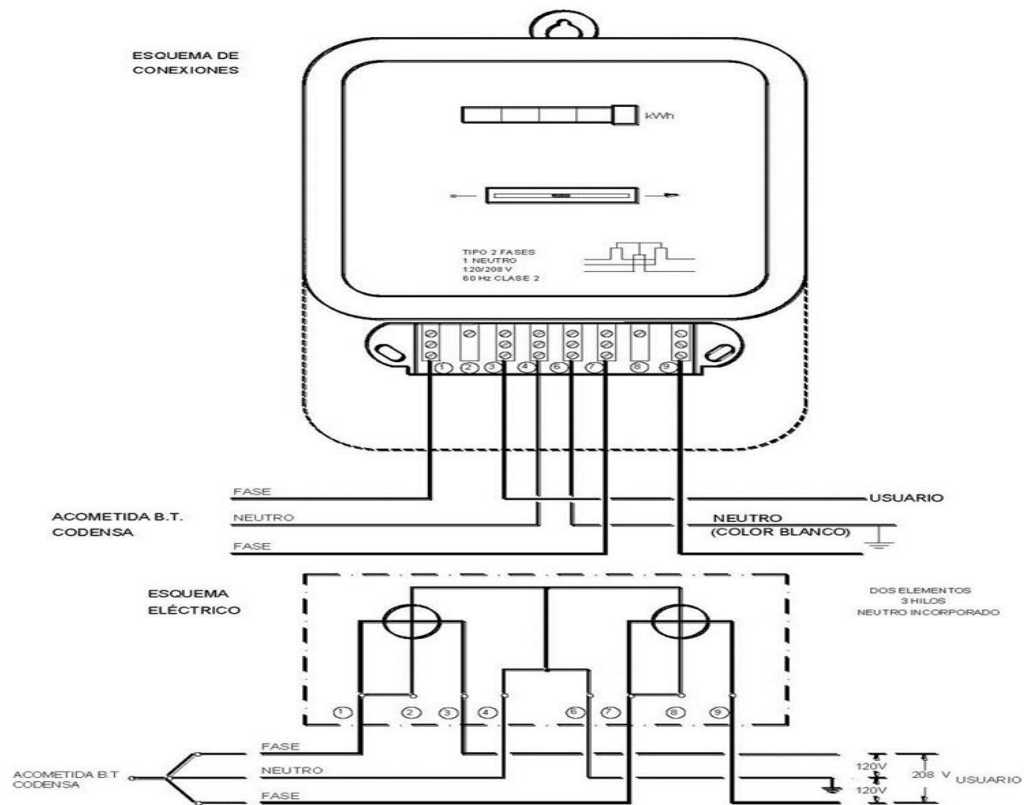 ESQUEMA DE
CONEXIONES
kWh
TIPO 2 FASES
1 NEUTRO
120/208 V
60 Hz CLASE 2
1 2 3 4 6 7 8 9
FASE
USUARIO
ACOMETIDA B.T.
CODENSA
NEUTRO
NEUTRO
(COLOR BLANCO)
FASE
ESQUEMA
ELÉCTRICO
DOS ELEMENTOS
3 HILOS
NEUTRO INCORPORADO
1 2 3 4 6 7 8 9
FASE
ACOMETIDA B.T
CODENSA
NEUTRO
FASE
120V
208 V
USUARIO
120V